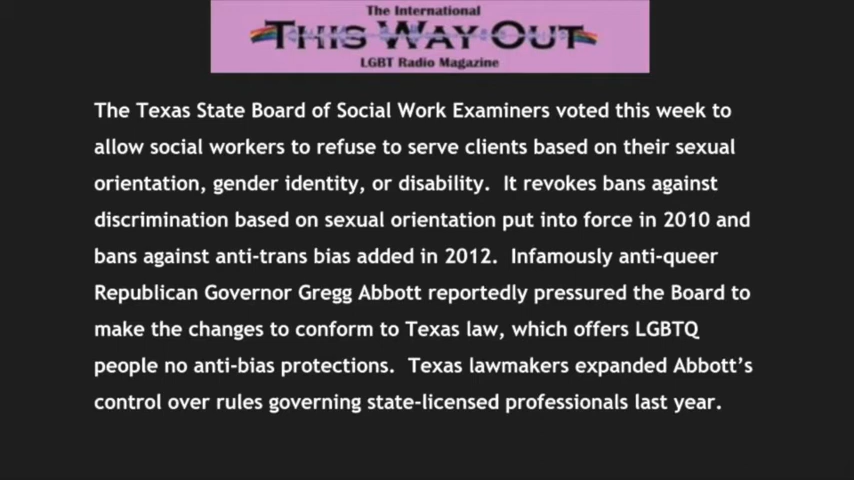 The International
THIS WAY OUT
LGBT Radio Magazine
The Texas State Board of Social Work Examiners voted this week to
allow social workers to refuse to serve clients based on their sexual
orientation, gender identity, or disability.  It revokes bans against
discrimination based on sexual orientation put into force in 2010 and
bans against anti-trans bias added in 2012.  Infamously anti-queer
Republican Governor Gregg Abbott reportedly pressured the Board to
make the changes to conform to Texas law, which offers LGBTQ
people no anti-bias protections.  Texas lawmakers expanded Abbott’s
control over rules governing state-licensed professionals last year.